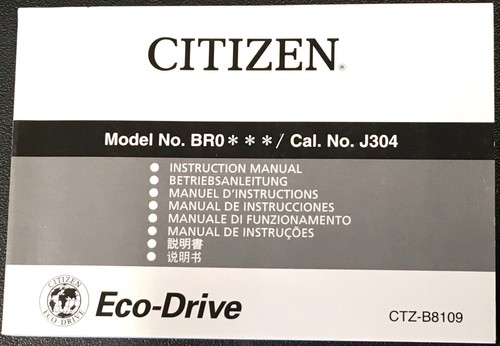 CITIZEN®
Model No. BR0＊＊＊/ Cal. No. J304
● INSTRUCTION MANUAL
● BETRIEBSANLEITUNG
● MANUEL D'INSTRUCTIONS
● MANUAL DE INSTRUCCIONES
● MANUALE DI FUNZIONAMENTO
● MANUAL DE INSTRUÇÕES
● 説明書
● 说明书
CITIZEN
ECO-DRIVE
Eco-Drive
CTZ-B8109